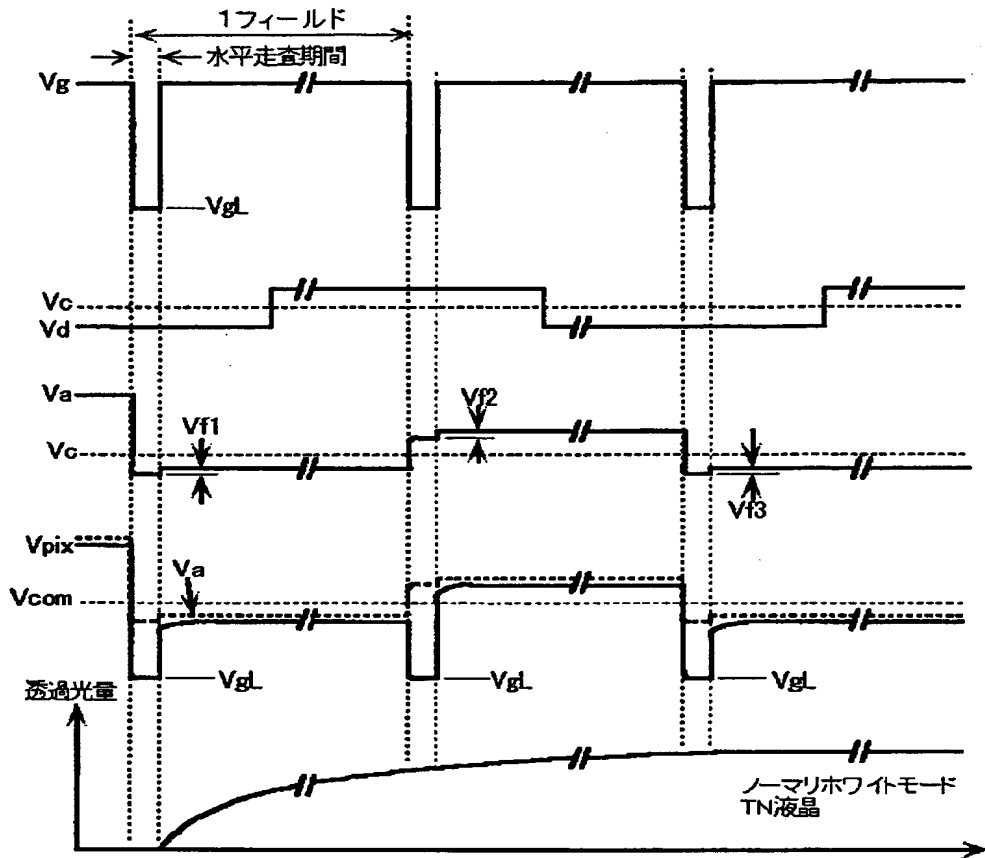 1フィールド
水平走査期間
Vg
VgL
Vc
Vd
Va
Vf1
Vf2
Vc
Vf3
Vpix
Va
Vcom
VgL
VgL
VgL
透過光量
ノーマリホワイトモード
TN液晶